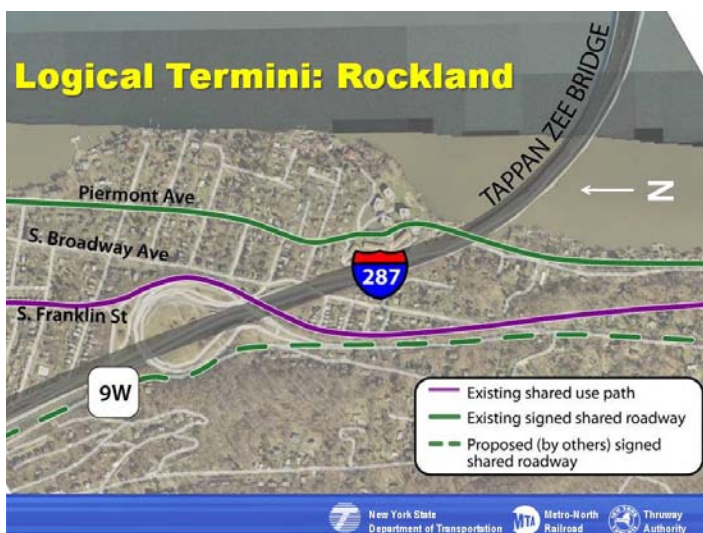 Logical Termini: Rockland
TAPPAN ZEE BRIDGE
N
Piermont Ave
S. Broadway Ave
287
S. Franklin St
9W
Existing shared use path
Existing signed shared roadway
Proposed (by others) signed
shared roadway
New York State
Department of Transportation
MTA
Metro-North
Railroad
Thruway
Authority